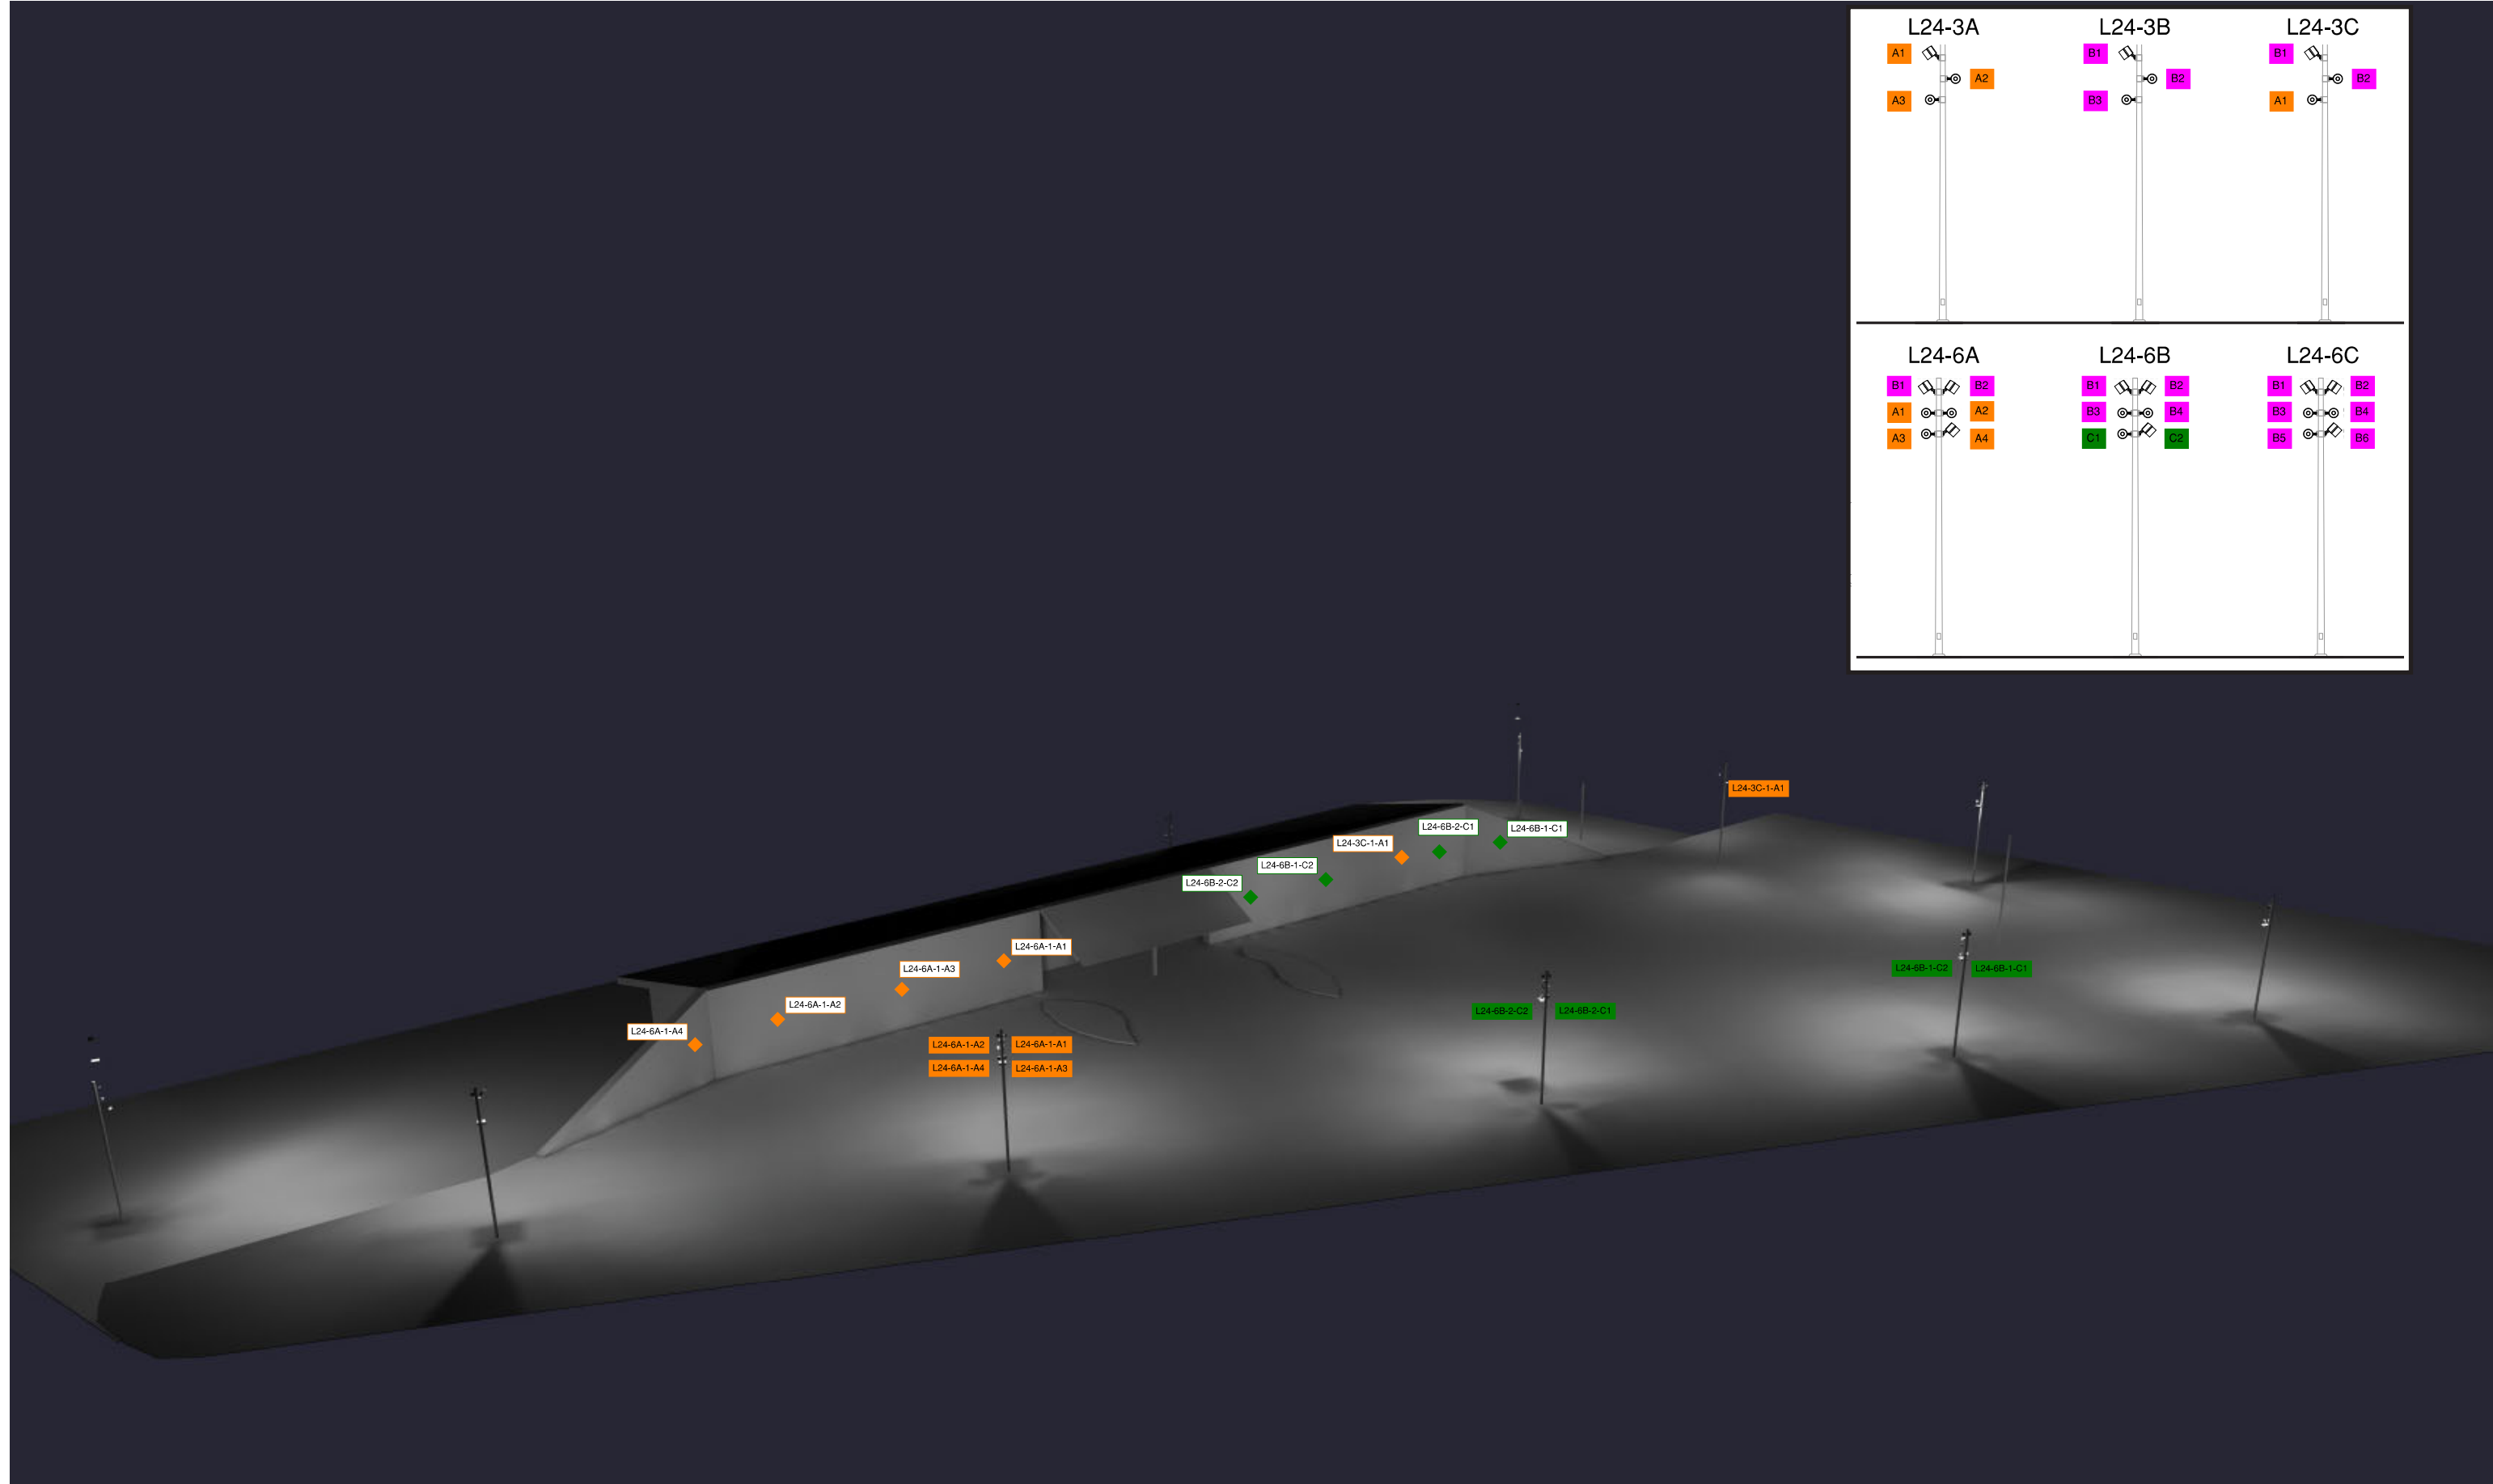 L24-3A L24-3B L24-3C
A1 B1 B1
A2 B2 B2
A3 B3 A1
L24-6A L24-6B L24-6C
B1 B2 B1 B2 B1 B2
A1 A2 B3 B4 B3 B4
A3 A4 C1 C2 B5 B6
L24-3C-1-A1
L24-6B-2-C1 L24-6B-1-C1
L24-3C-1-A1
L24-6B-1-C2
L24-6B-2-C2
L24-6A-1-A1
L24-6A-1-A3
L24-6B-1-C2 L24-6B-1-C1
L24-6A-1-A2
L24-6B-2-C2 L24-6B-2-C1
L24-6A-1-A4
L24-6A-1-A2 L24-6A-1-A1
L24-6A-1-A4 L24-6A-1-A3